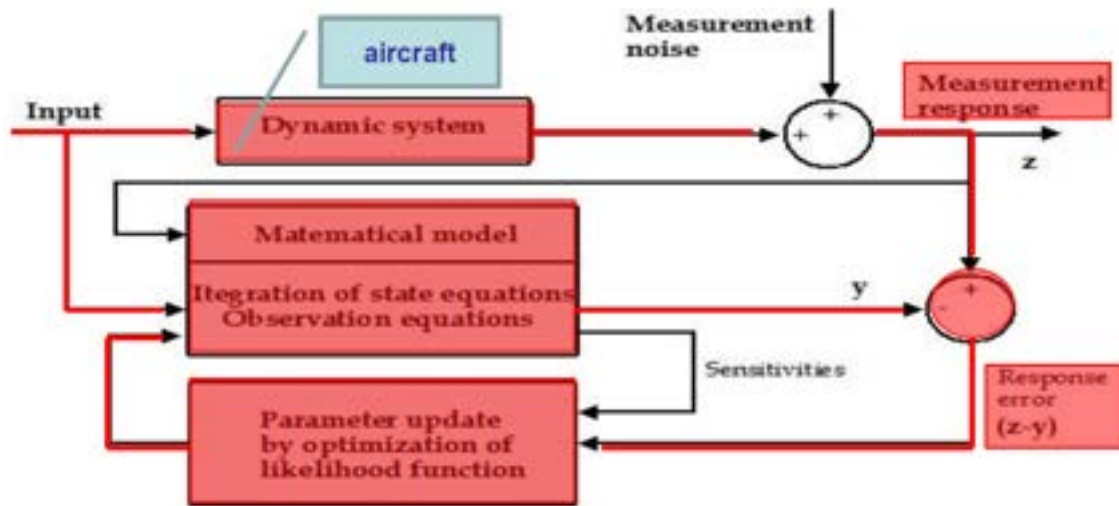 aircraft
Measurement
noise
Measurement
response
Input
Dynamic system
+
+
z
Matematical model
Itegration of state equations
Observation equations
y
+
-
Sensitivities
Response
error
(z-y)
Parameter update
by optimization of
likelihood function